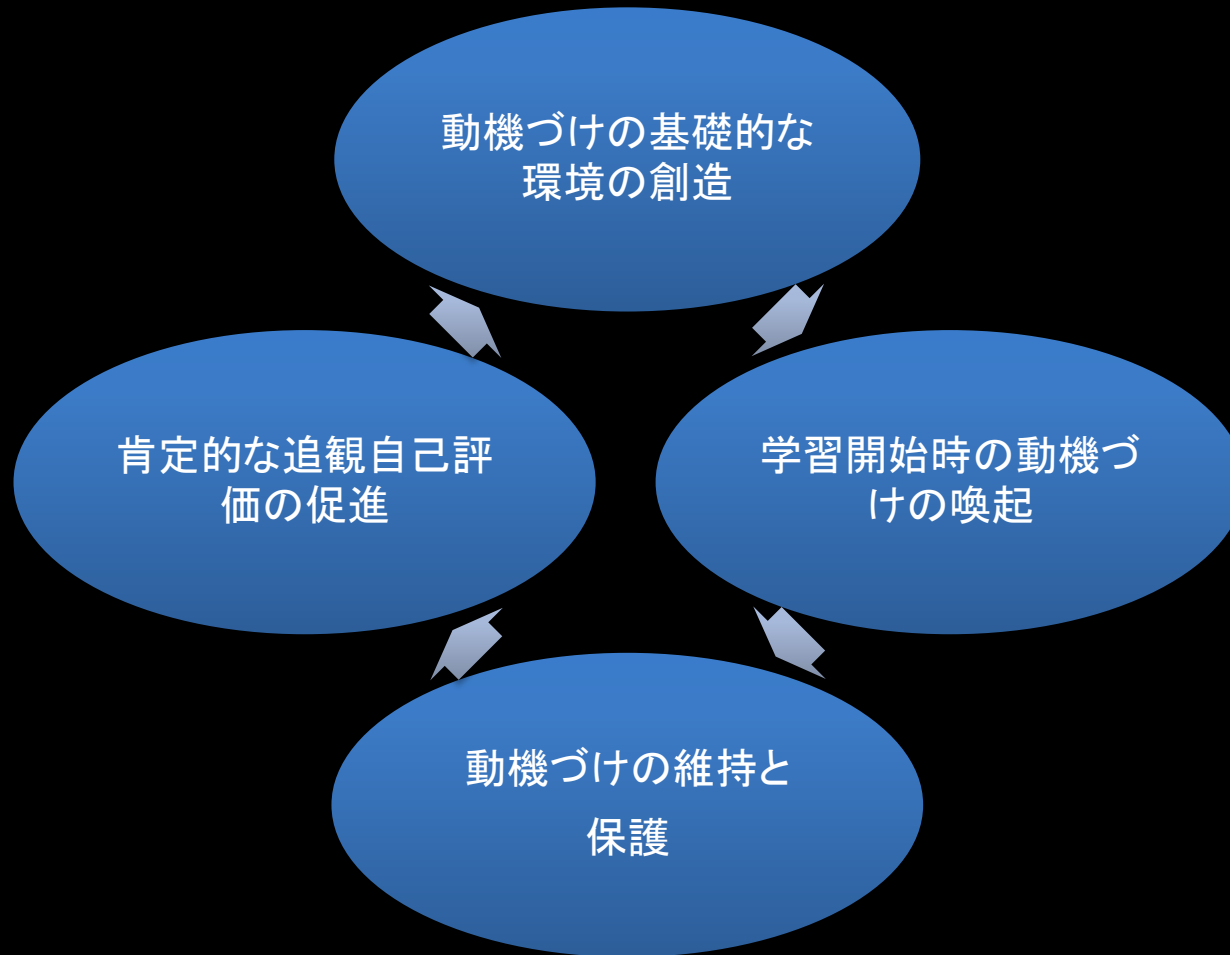 動機づけの基礎的な
環境の創造
肯定的な追観自己評
価の促進
学習開始時の動機づ
けの喚起
動機づけの維持と
保護